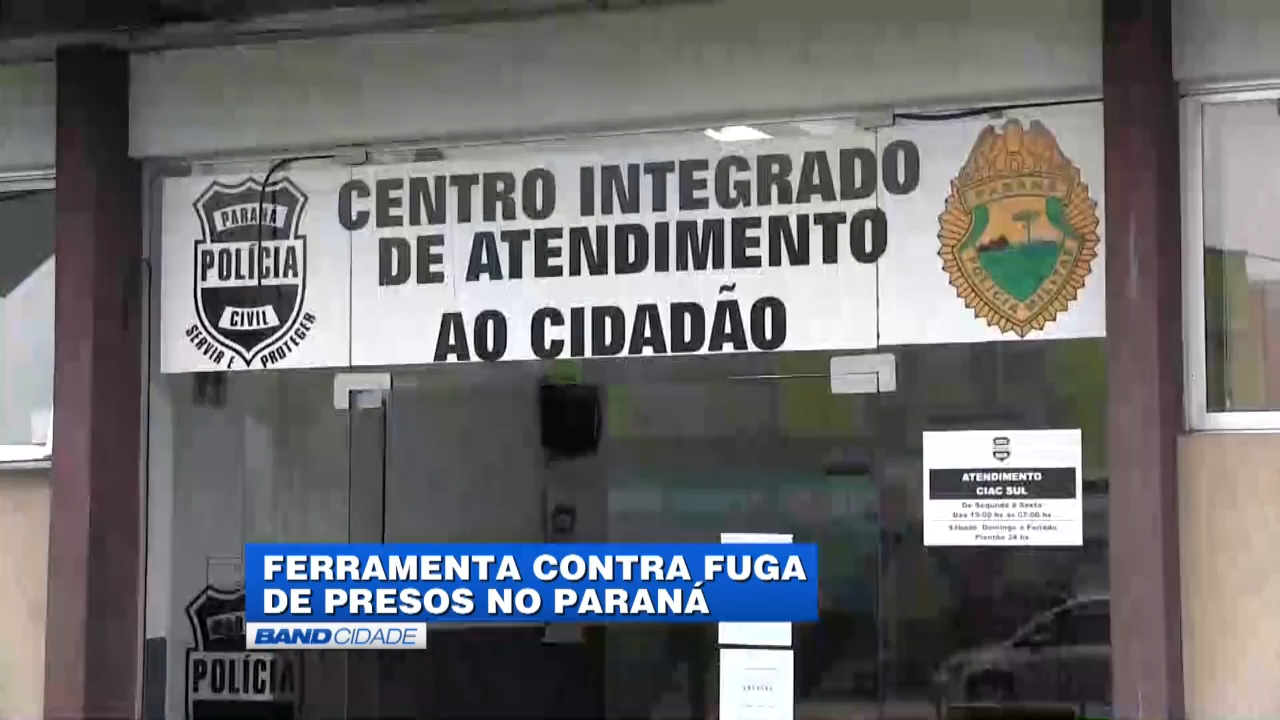 PARANÁ
POLÍCIA
CIVIL
SERVIR E PROTEGER
CENTRO INTEGRADO
DE ATENDIMENTO
AO CIDADÃO
PARANÁ
POLICIA MILITAR
ATENDIMENTO
CIAC SUL
De Segunda à Sexta
Das 19:00 hs às 07:00 hs
Sábado, Domingo e Feriado
Plantão 24 hs
FERRAMENTA CONTRA FUGA
DE PRESOS NO PARANÁ
BAND CIDADE
POLÍCIA